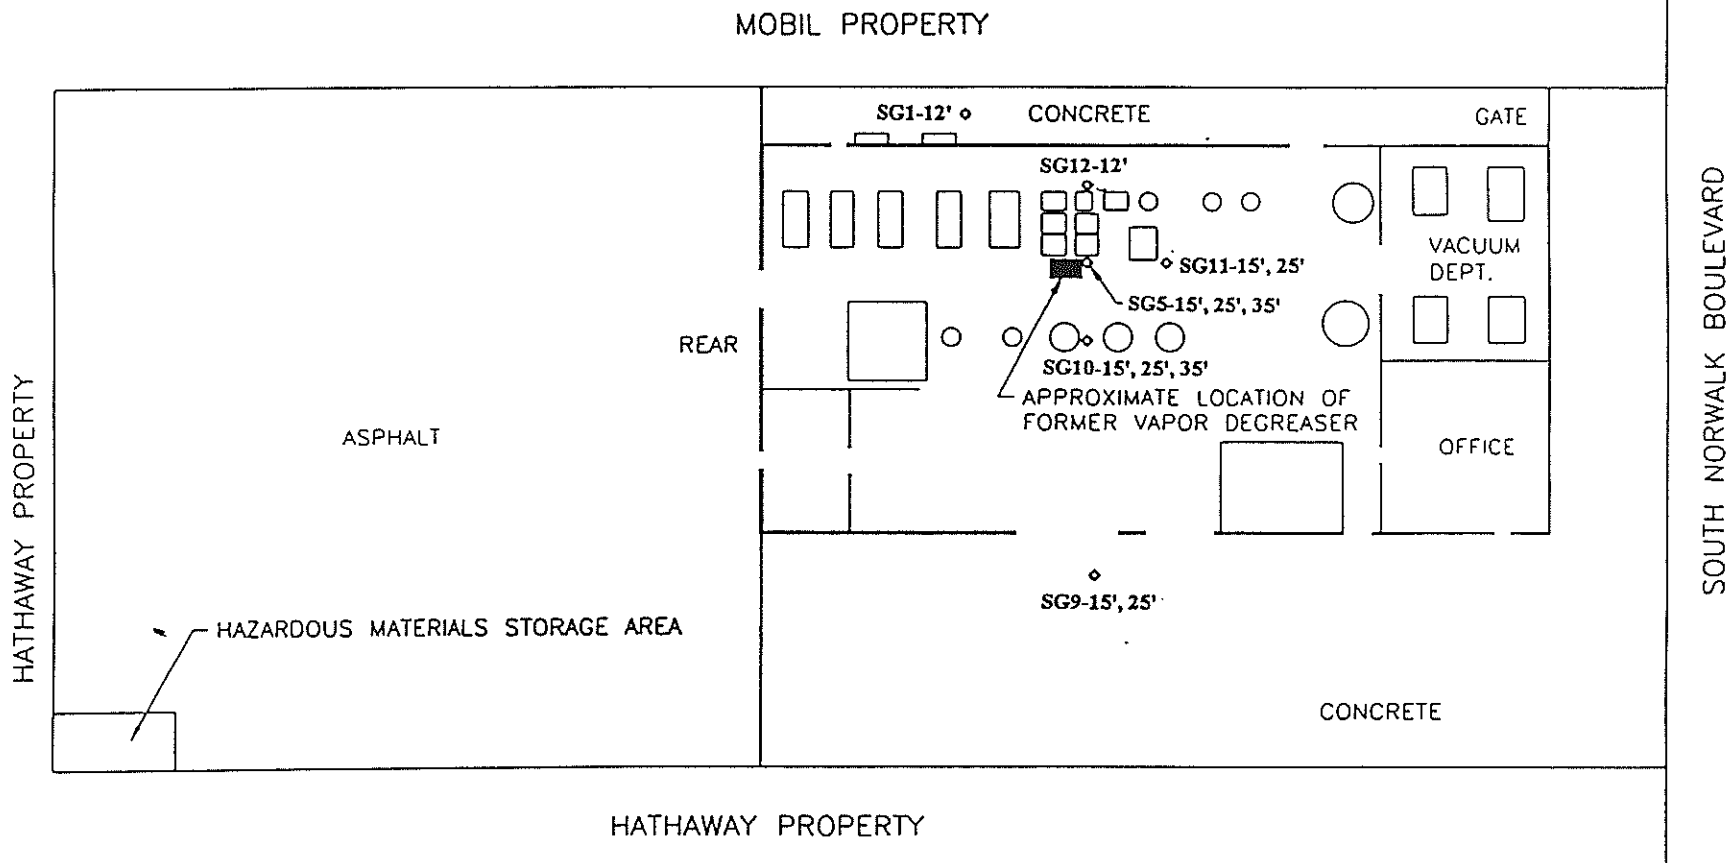 MOBIL PROPERTY
SG1-12'
CONCRETE
GATE
SG12-12'
VACUUM
DEPT.
SG11-15', 25'
SG5-15', 25', 35'
REAR
SG10-15', 25', 35'
APPROXIMATE LOCATION OF
FORMER VAPOR DEGREASER
ASPHALT
OFFICE
SG9-15', 25'
HAZARDOUS MATERIALS STORAGE AREA
CONCRETE
HATHAWAY PROPERTY
HATHAWAY PROPERTY
SOUTH NORWALK BOULEVARD